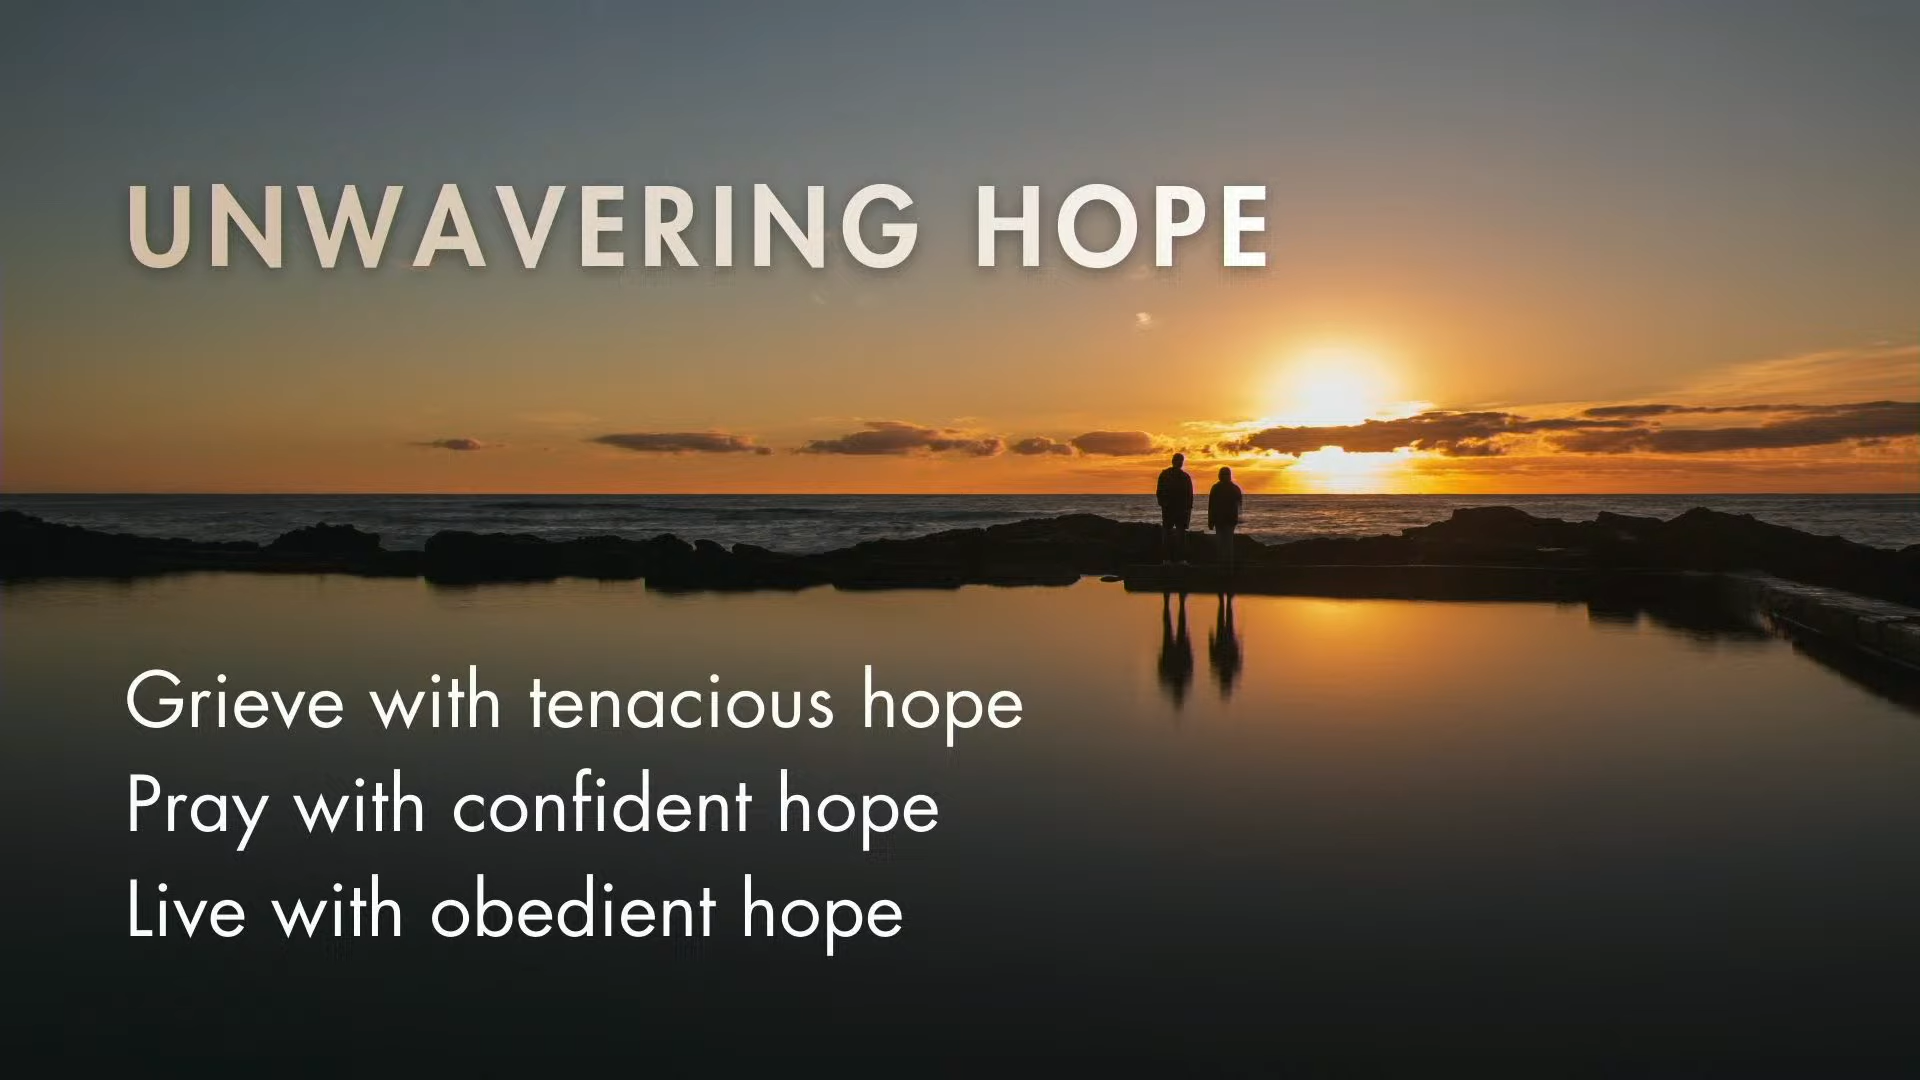 UNWAVERING HOPE
Grieve with tenacious hope
Pray with confident hope
Live with obedient hope